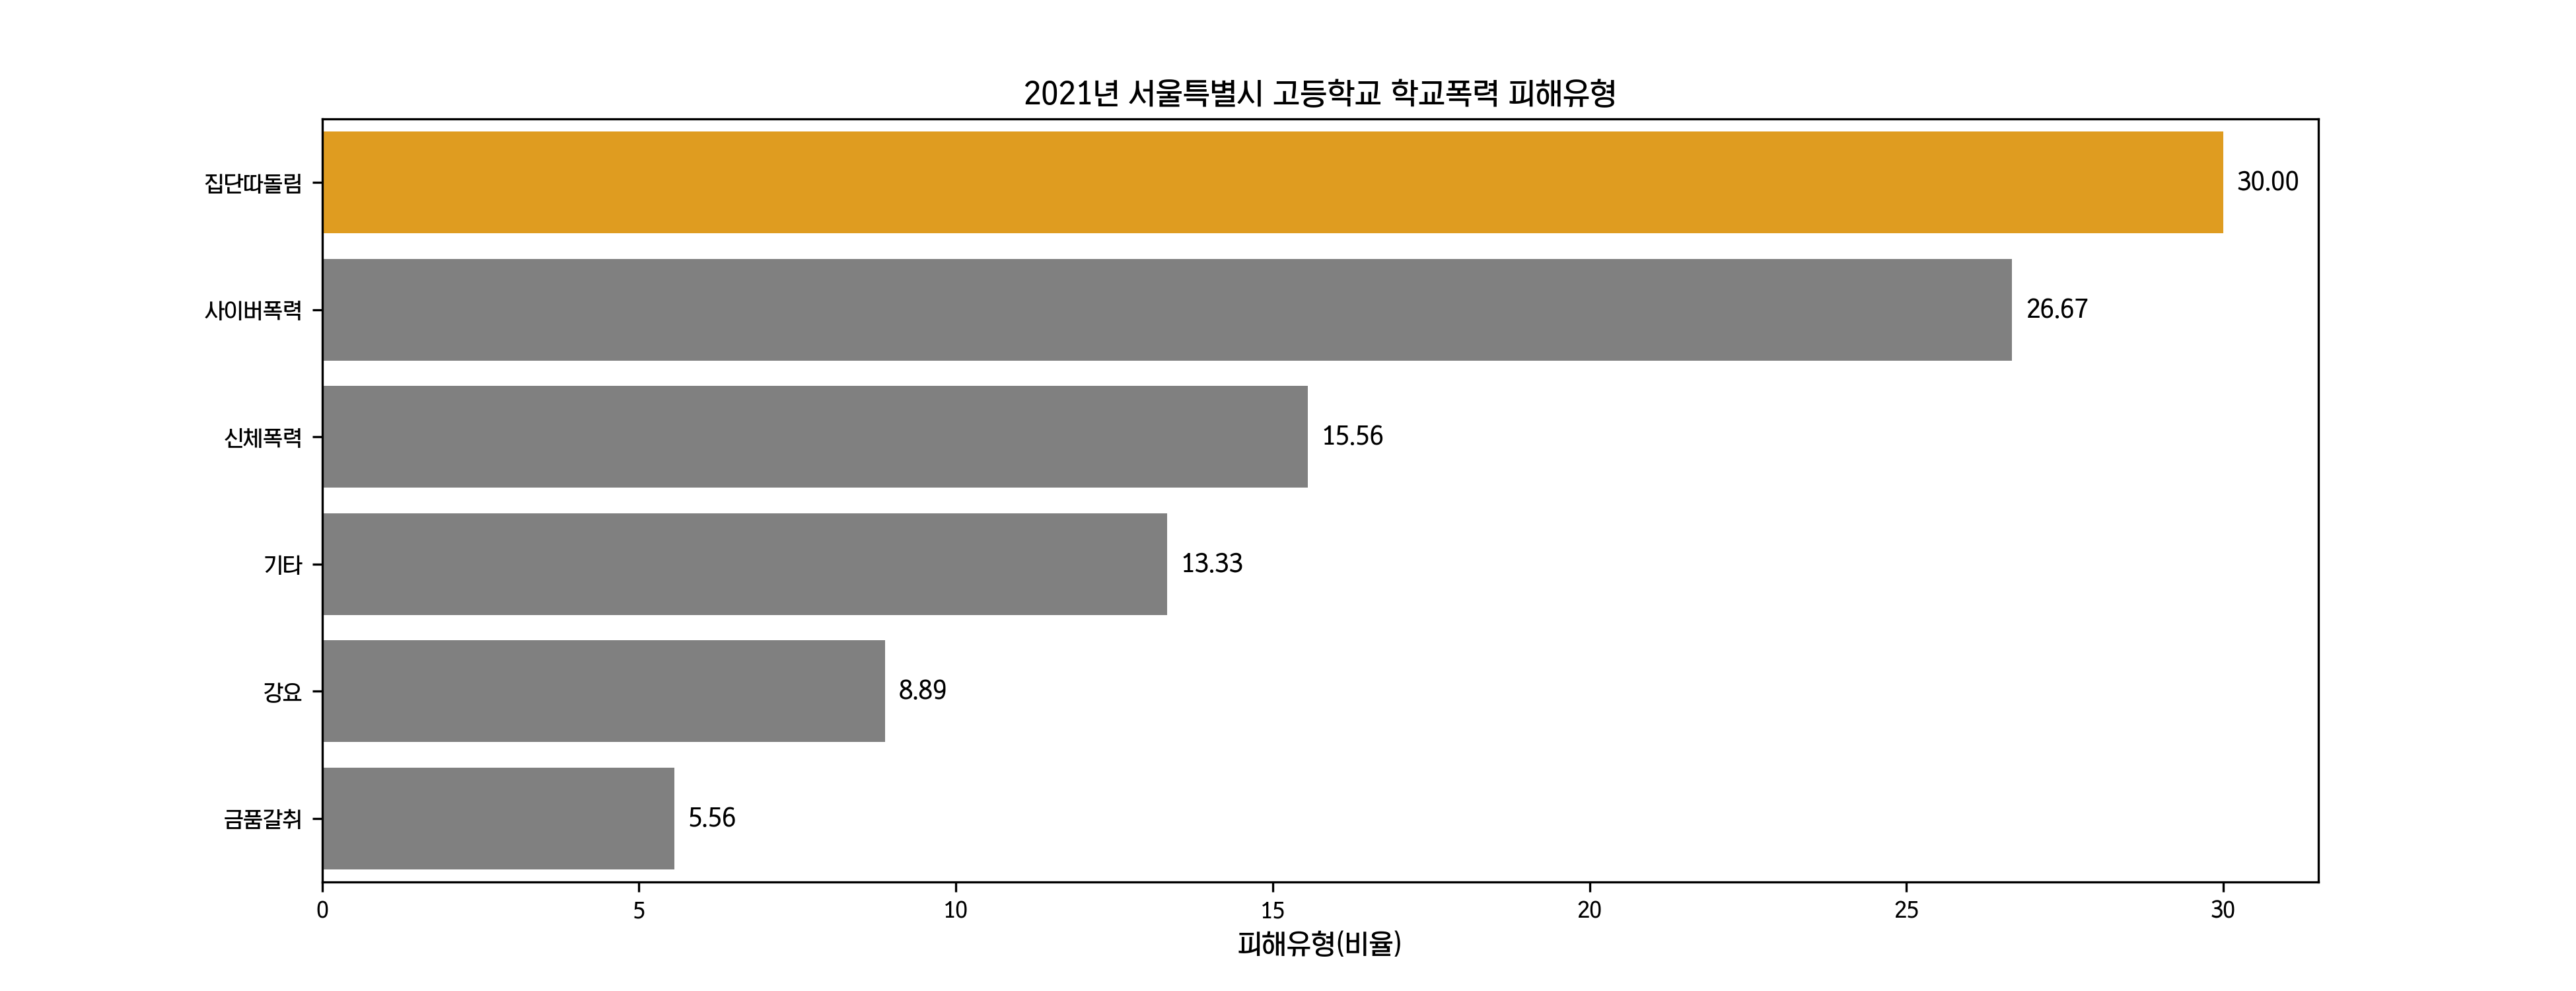 2021년 서울특별시 고등학교 학교폭력 피해유형
집단따돌림
30.00
사이버폭력
26.67
신체폭력
15.56
기타
13.33
강요
8.89
금품갈취
5.56
0 5 10 15 20 25 30
피해유형(비율)